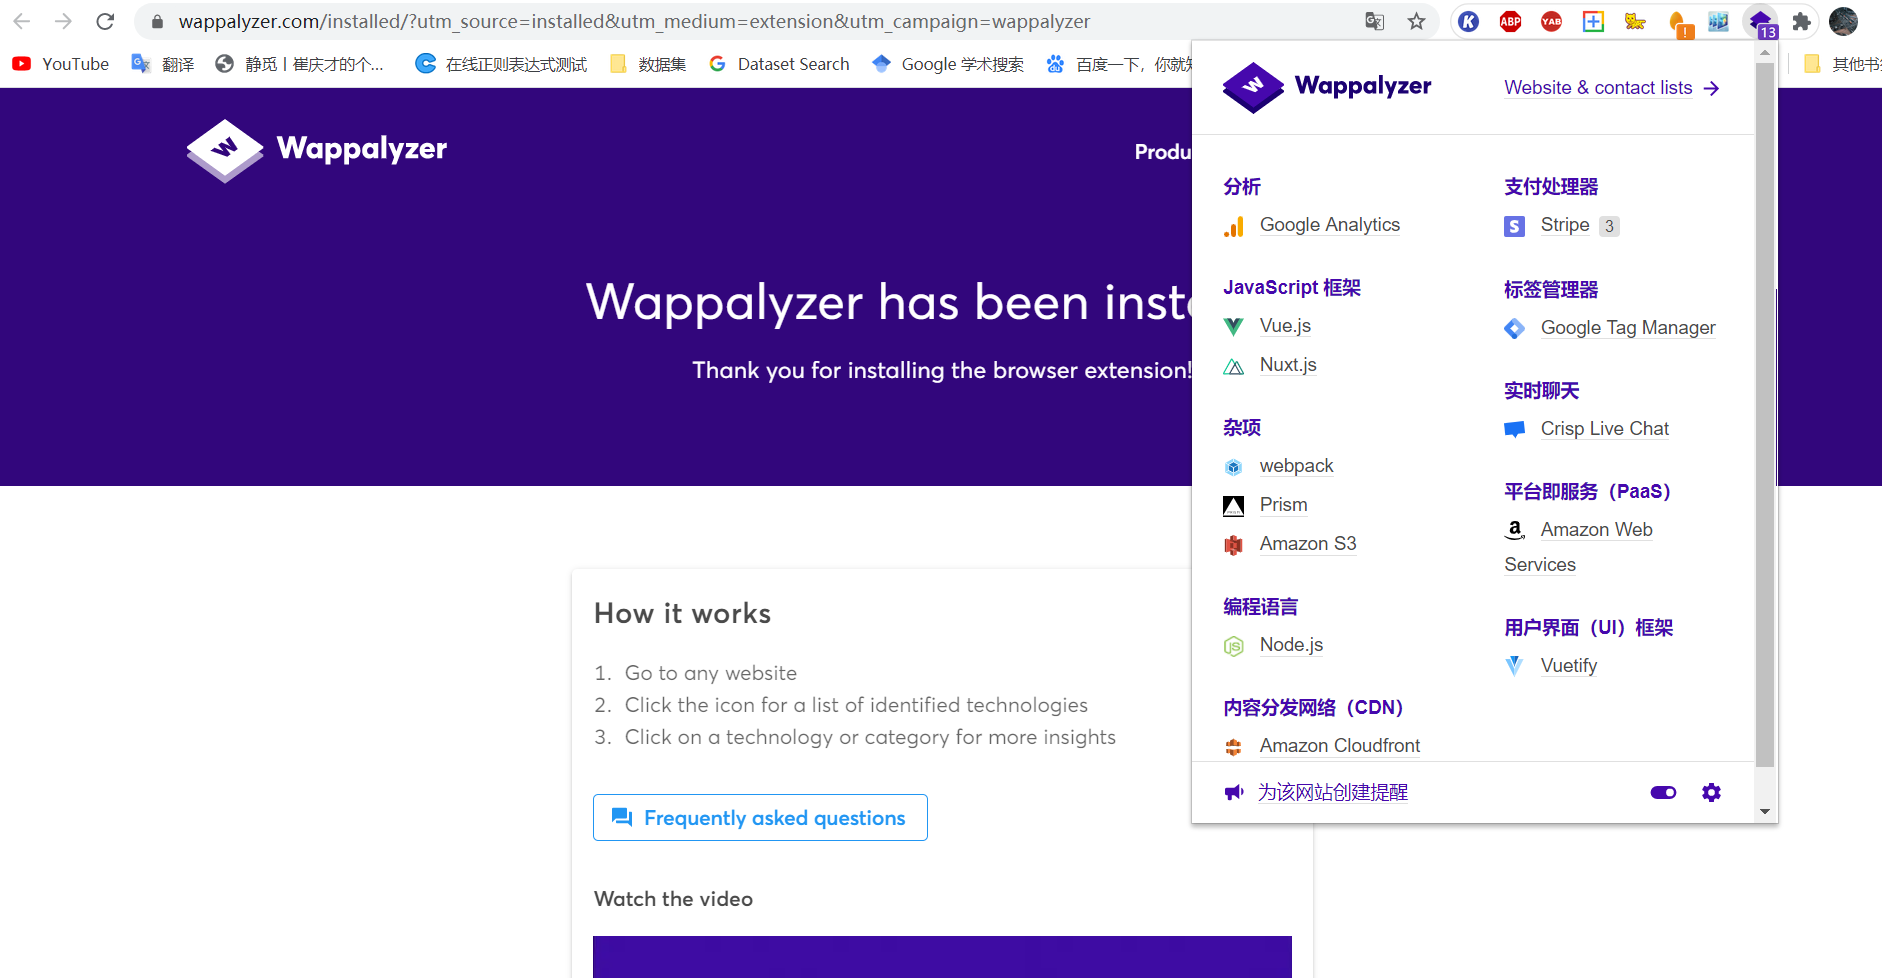 wappalyzer.com/installed/?utm_source=installed&utm_medium=extension&utm_campaign=wappalyzer
ABP
YAB
13
YouTube
翻译
静觅丨崔庆才的个...
在线正则表达式测试
数据集
Dataset Search
Google 学术搜索
百度一下，你就知
其他书
Wappalyzer
Produ
Wappalyzer has been inst
Thank you for installing the browser extension!
How it works
1. Go to any website
2. Click the icon for a list of identified technologies
3. Click on a technology or category for more insights
Frequently asked questions
Watch the video
Wappalyzer
Website & contact lists
分析
Google Analytics
JavaScript 框架
Vue.js
Nuxt.js
杂项
webpack
Prism
Amazon S3
编程语言
Node.js
内容分发网络（CDN）
Amazon Cloudfront
支付处理器
Stripe 3
标签管理器
Google Tag Manager
实时聊天
Crisp Live Chat
平台即服务（PaaS）
Amazon Web
Services
用户界面（UI）框架
Vuetify
为该网站创建提醒